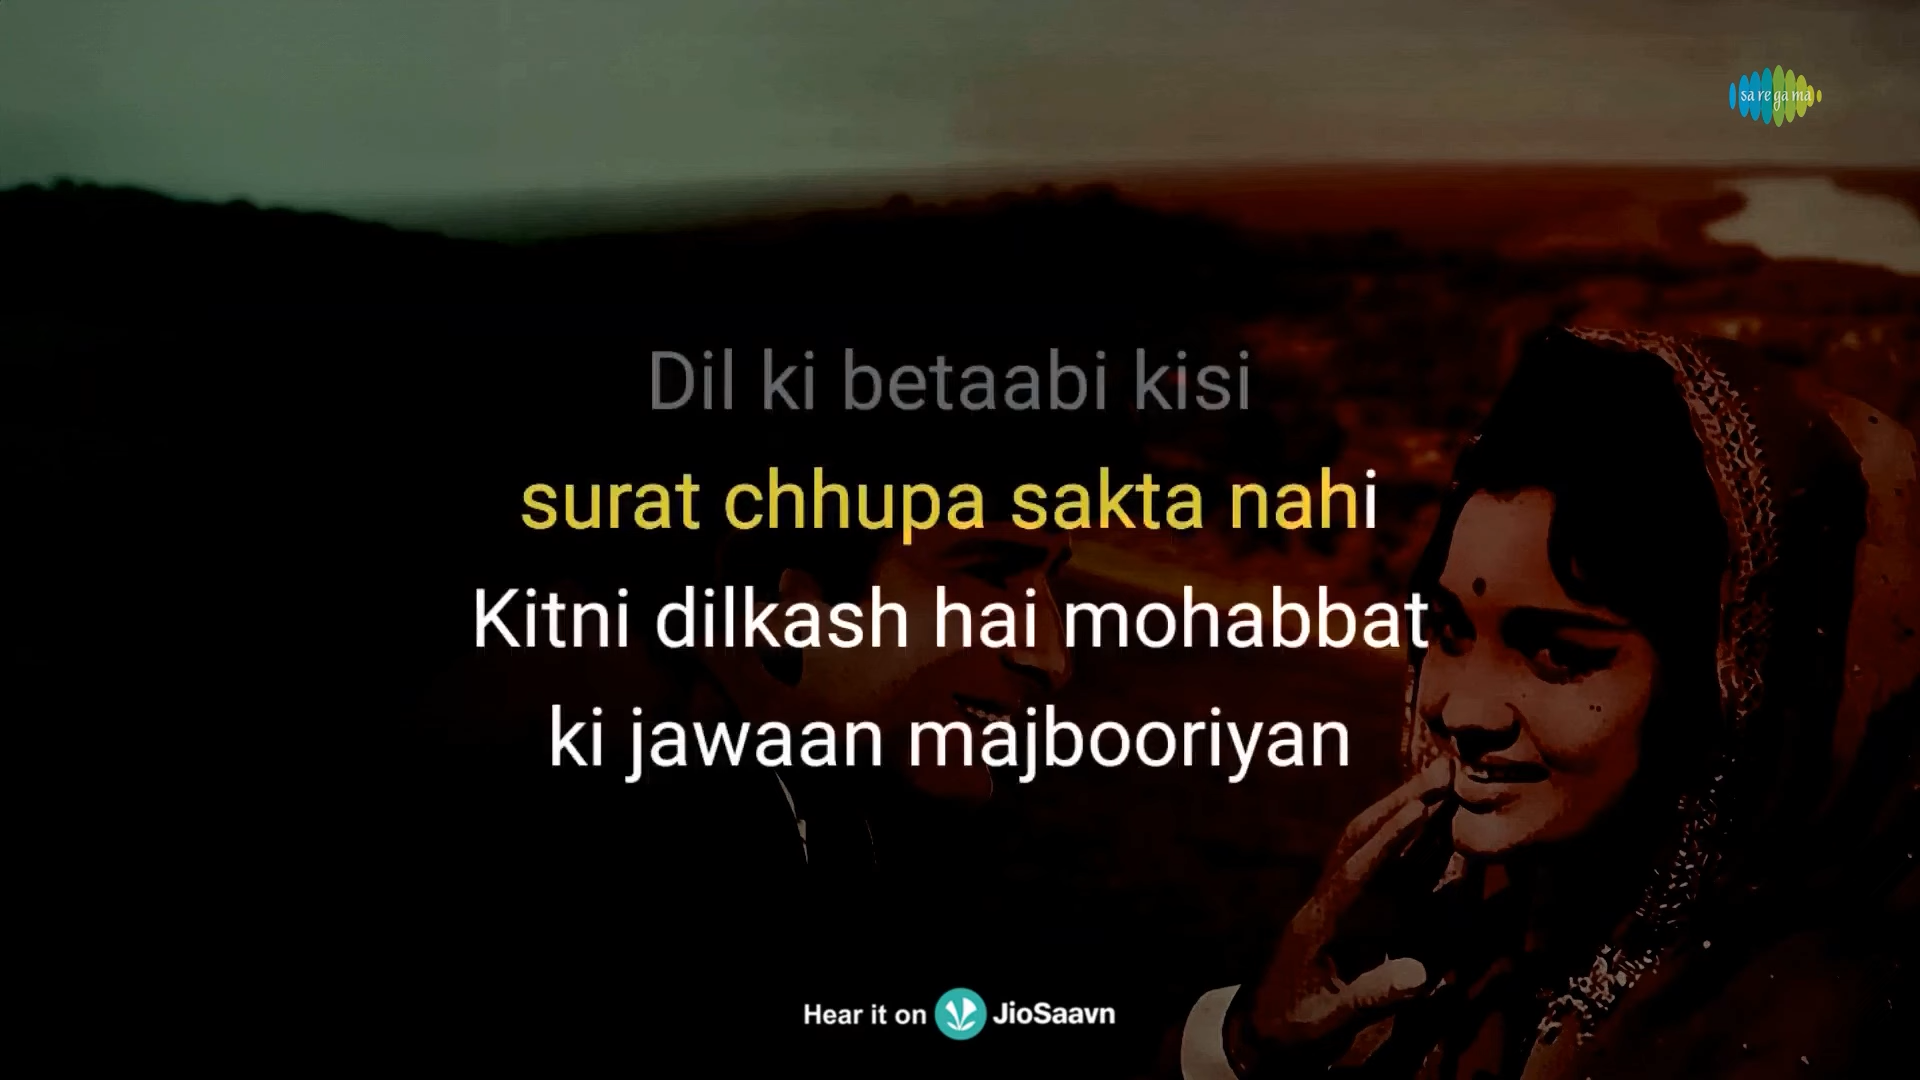 sa re ga ma
Dil ki betaabi kisi
surat chhupa sakta nahi
Kitni dilkash hai mohabbat
ki jawaan majbooriyan
Hear it on JioSaavn